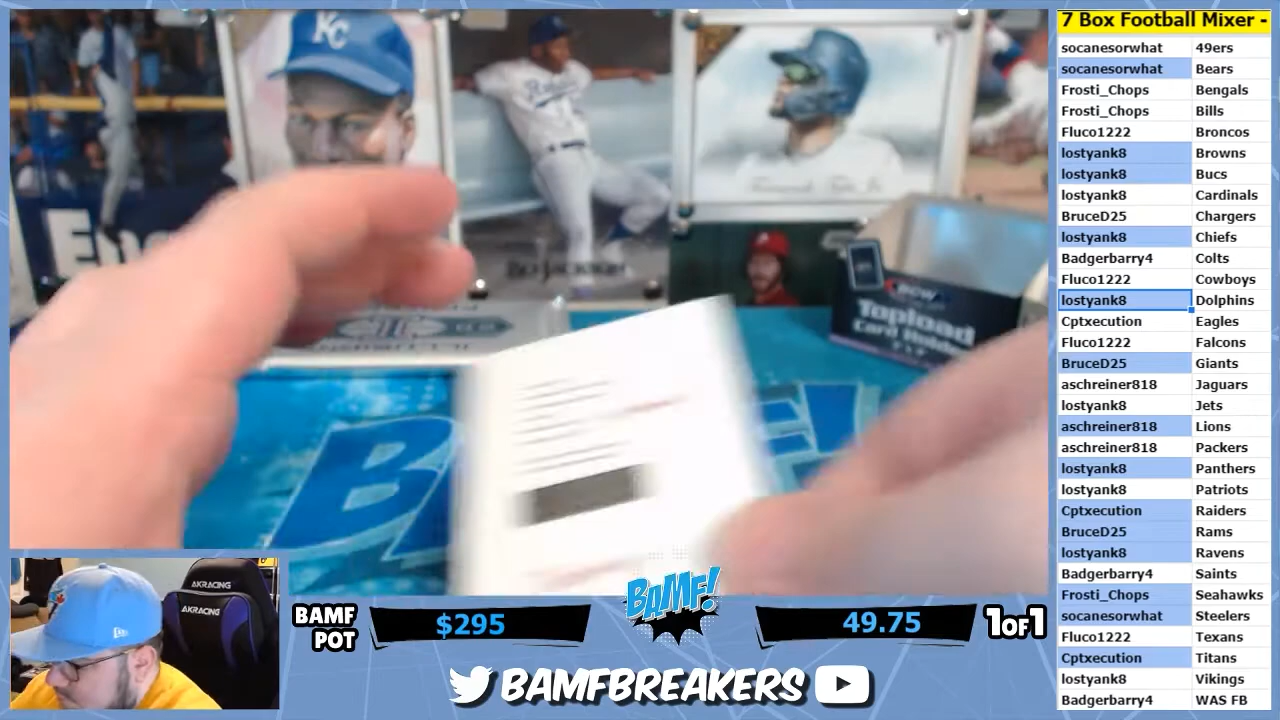 7 Box Football Mixer -
socanesorwhat 49ers
socanesorwhat Bears
Frosti_Chops Bengals
Frosti_Chops Bills
Fluco1222 Broncos
lostyank8 Browns
lostyank8 Bucs
lostyank8 Cardinals
BruceD25 Chargers
lostyank8 Chiefs
Badgerbarry4 Colts
Fluco1222 Cowboys
lostyank8 Dolphins
Cptxecution Eagles
Fluco1222 Falcons
BruceD25 Giants
aschreiner818 Jaguars
lostyank8 Jets
aschreiner818 Lions
aschreiner818 Packers
lostyank8 Panthers
lostyank8 Patriots
Cptxecution Raiders
BruceD25 Rams
lostyank8 Ravens
Badgerbarry4 Saints
Frosti_Chops Seahawks
socanesorwhat Steelers
Fluco1222 Texans
Cptxecution Titans
lostyank8 Vikings
Badgerbarry4 WAS FB
KC
Bo Jackson
Topload
Card Holders
AKRACING
AKRACING
BAMF POT
$295
BAMF!
49.75
1OF1
BAMFBREAKERS